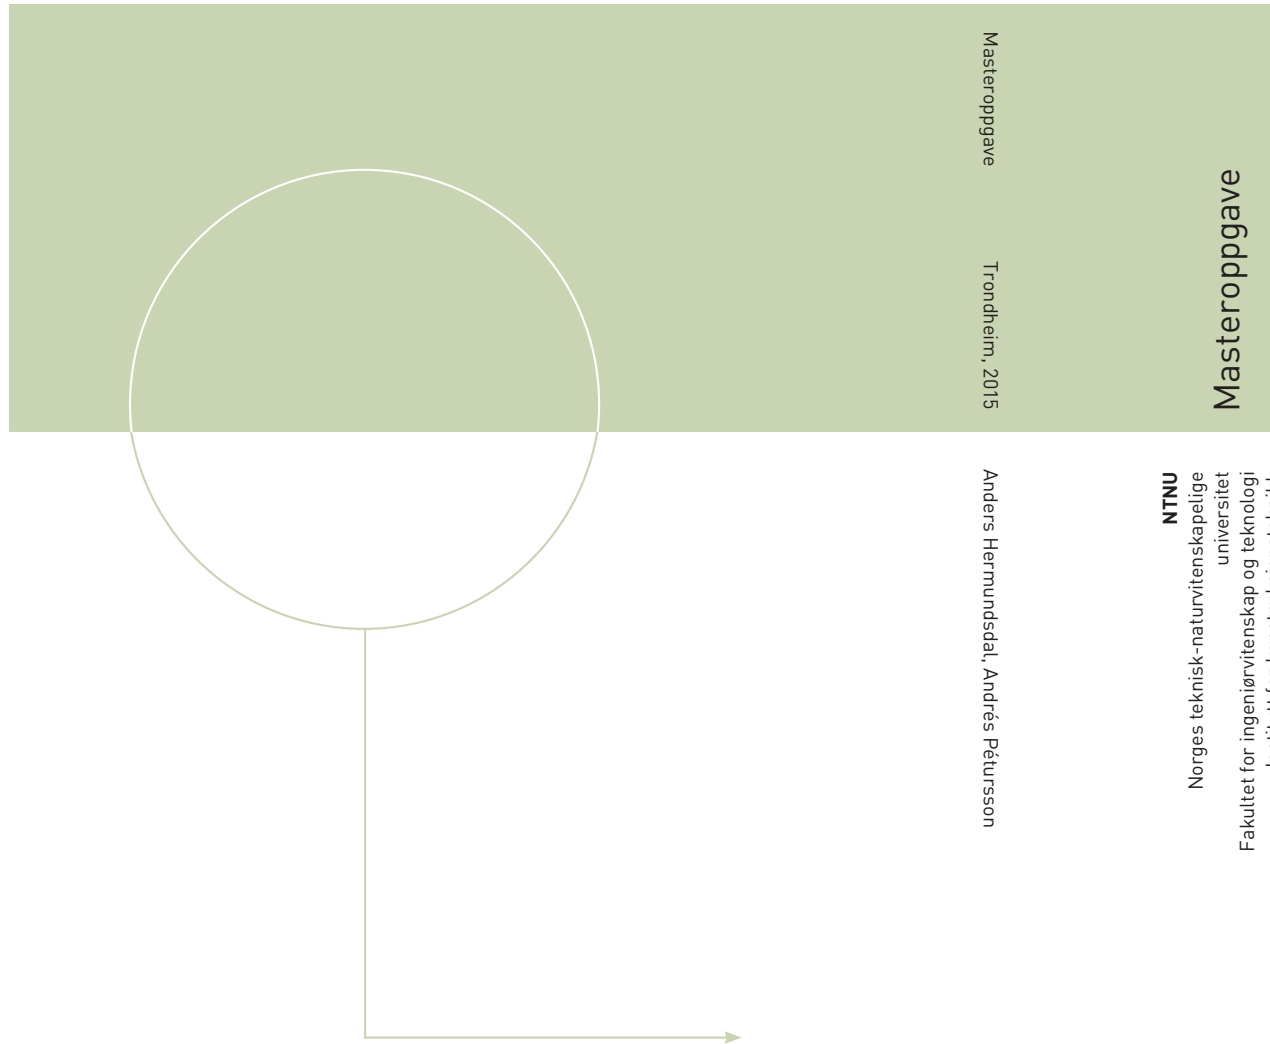 Masteroppgave
Trondheim, 2015
Anders Hermundsdal, Andrés Pétursson
Masteroppgave
NTNU
Norges teknisk-naturvitenskapelige
universitet
Fakultet for ingeniørvitenskap og teknologi